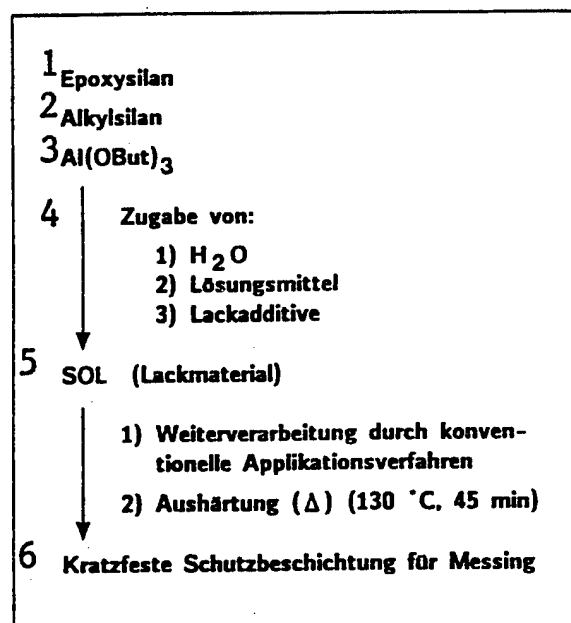 1 Epoxysilan
2 Alkylsilan
3 Al(OBut)3
4 Zugabe von:
1) H2O
2) Lösungsmittel
3) Lackadditive
5 SOL (Lackmaterial)
1) Weiterverarbeitung durch konven-
tionelle Applikationsverfahren
2) Aushärtung (Δ) (130 °C, 45 min)
6 Kratzfeste Schutzbeschichtung für Messing